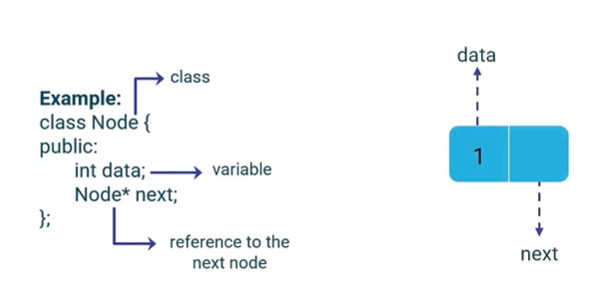 class
Example:
class Node {
public:
int data;
variable
Node* next;
};
reference to the
next node
data
1
next